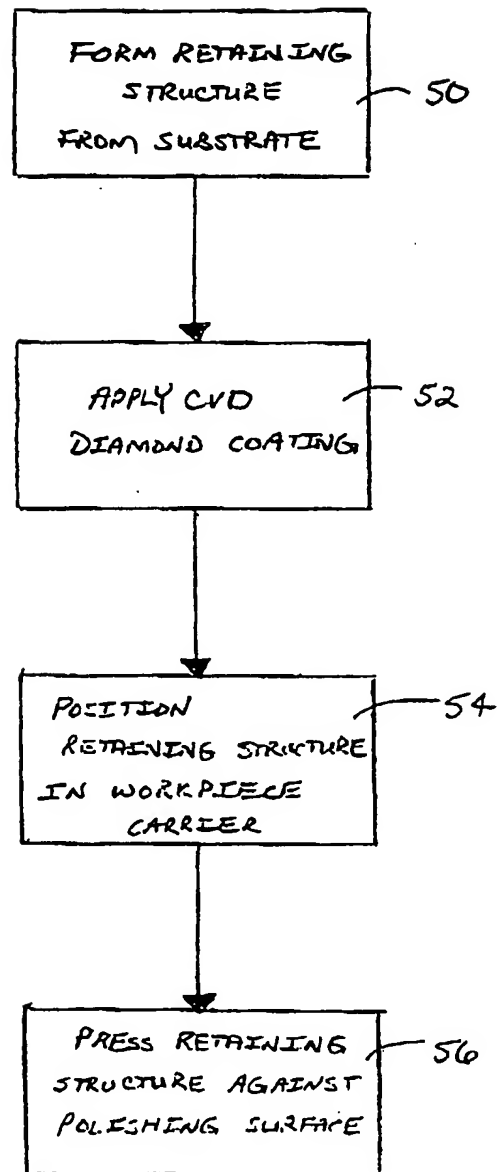 FORM RETAINING
STRUCTURE
FROM SUBSTRATE
50
APPLY CVD
DIAMOND COATING
52
POSITION
RETAINING STRUCTURE
IN WORKPIECE
CARRIER
54
PRESS RETAINING
STRUCTURE AGAINST
POLISHING SURFACE
56